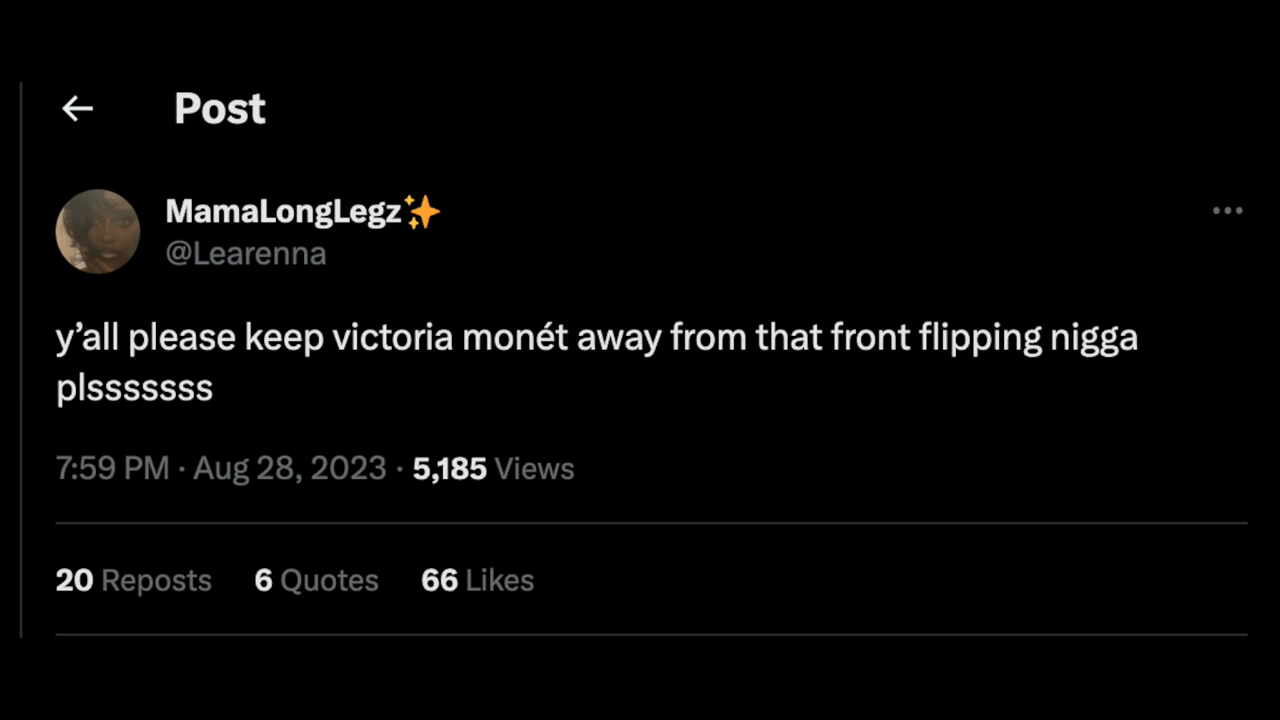 ← Post
MamaLongLegz✨
@Learenna
y’all please keep victoria monét away from that front flipping nigga
plsssssss
7:59 PM · Aug 28, 2023 · 5,185 Views
20 Reposts 6 Quotes 66 Likes